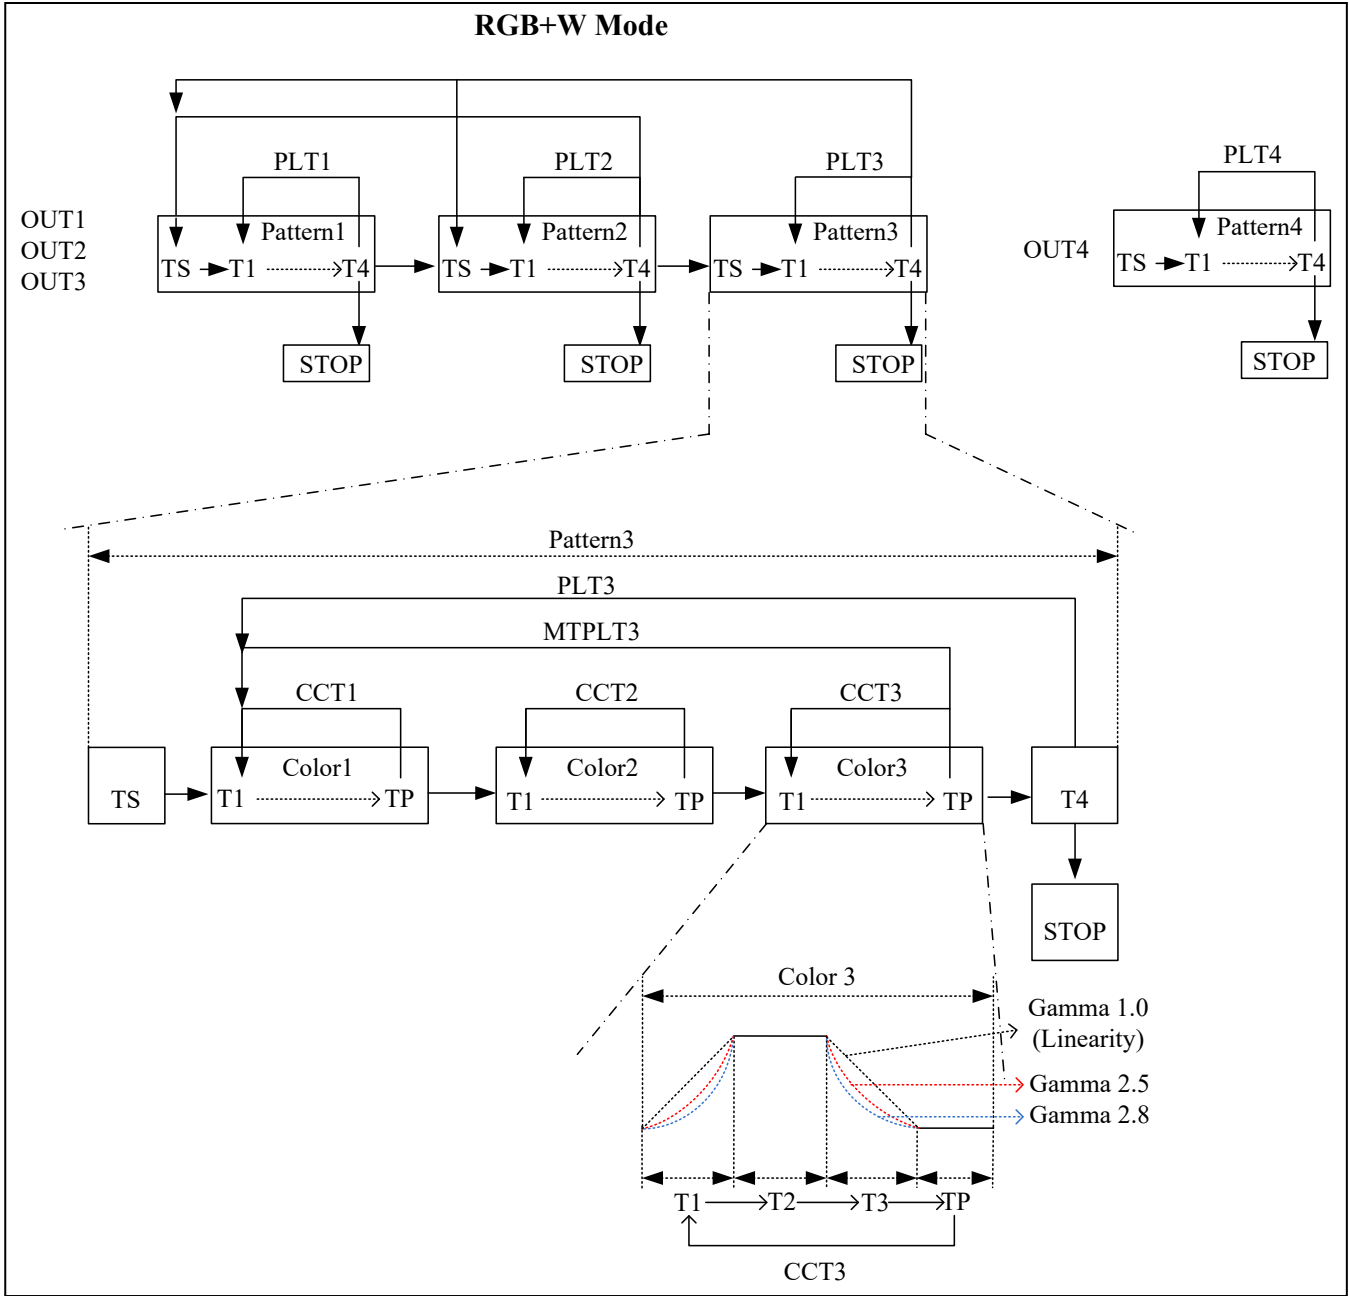 RGB+W Mode
PLT1
PLT2
PLT3
PLT4
OUT1
OUT2
OUT3
Pattern1
TS T1 T4
Pattern2
TS T1 T4
Pattern3
TS T1 T4
OUT4
Pattern4
TS T1 T4
STOP
STOP
STOP
STOP
Pattern3
PLT3
MTPLT3
CCT1
CCT2
CCT3
TS
Color1
T1 TP
Color2
T1 TP
Color3
T1 TP
T4
STOP
Color 3
Gamma 1.0
(Linearity)
Gamma 2.5
Gamma 2.8
T1 T2 T3 TP
CCT3